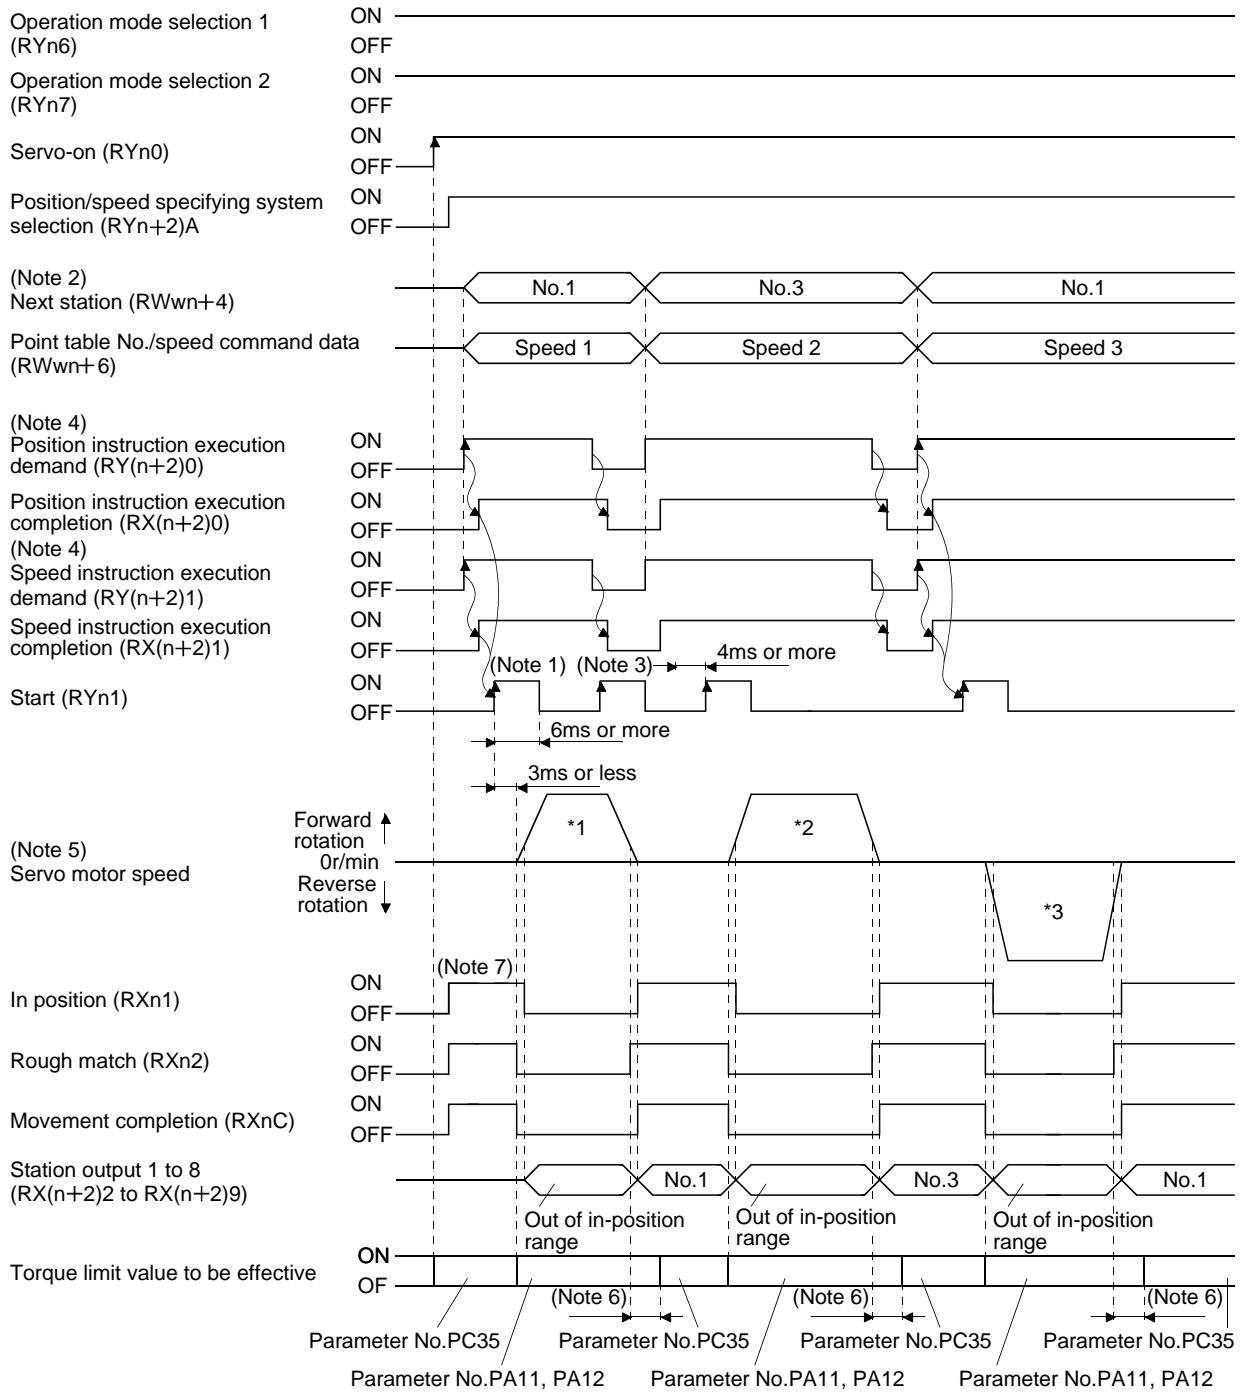 Operation mode selection 1
(RYn6)
ON
OFF
Operation mode selection 2
(RYn7)
ON
OFF
Servo-on (RYn0)
ON
OFF
Position/speed specifying system
selection (RYn+2)A
ON
OFF
(Note 2)
Next station (RWwn+4)
No.1
No.3
No.1
Point table No./speed command data
(RWwn+6)
Speed 1
Speed 2
Speed 3
(Note 4)
Position instruction execution
demand (RY(n+2)0)
ON
OFF
Position instruction execution
completion (RX(n+2)0)
ON
OFF
(Note 4)
Speed instruction execution
demand (RY(n+2)1)
ON
OFF
Speed instruction execution
completion (RX(n+2)1)
ON
OFF
(Note 1)
(Note 3)
4ms or more
Start (RYn1)
ON
OFF
6ms or more
3ms or less
(Note 5)
Servo motor speed
Forward
rotation
0r/min
Reverse
rotation
*1
*2
*3
(Note 7)
In position (RXn1)
ON
OFF
Rough match (RXn2)
ON
OFF
Movement completion (RXnC)
ON
OFF
Station output 1 to 8
(RX(n+2)2 to RX(n+2)9)
No.1
No.3
No.1
Out of in-position
range
Out of in-position
range
Out of in-position
range
Torque limit value to be effective
ON
OF
(Note 6)
(Note 6)
(Note 6)
Parameter No.PC35
Parameter No.PC35
Parameter No.PC35
Parameter No.PC35
Parameter No.PA11, PA12
Parameter No.PA11, PA12
Parameter No.PA11, PA12